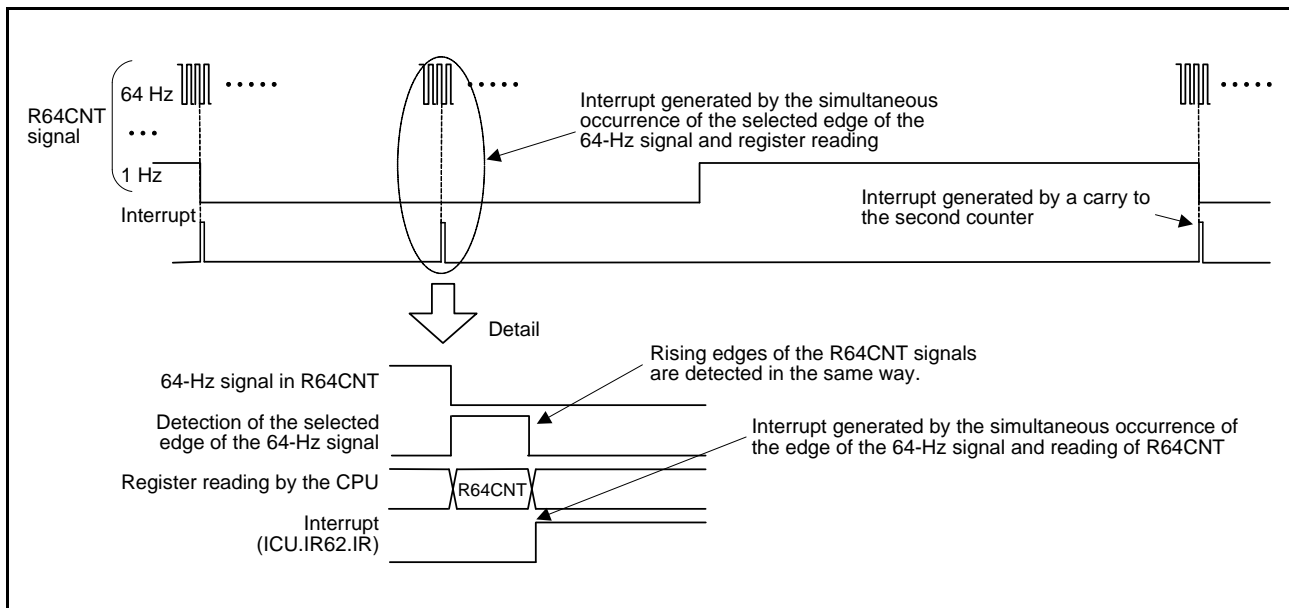 64 Hz
R64CNT
signal
1 Hz
Interrupt
Interrupt generated by the simultaneous
occurrence of the selected edge of the
64-Hz signal and register reading
Interrupt generated by a carry to
the second counter
Detail
64-Hz signal in R64CNT
Rising edges of the R64CNT signals
are detected in the same way.
Detection of the selected
edge of the 64-Hz signal
Interrupt generated by the simultaneous occurrence of
the edge of the 64-Hz signal and reading of R64CNT
Register reading by the CPU
R64CNT
Interrupt
(ICU.IR62.IR)